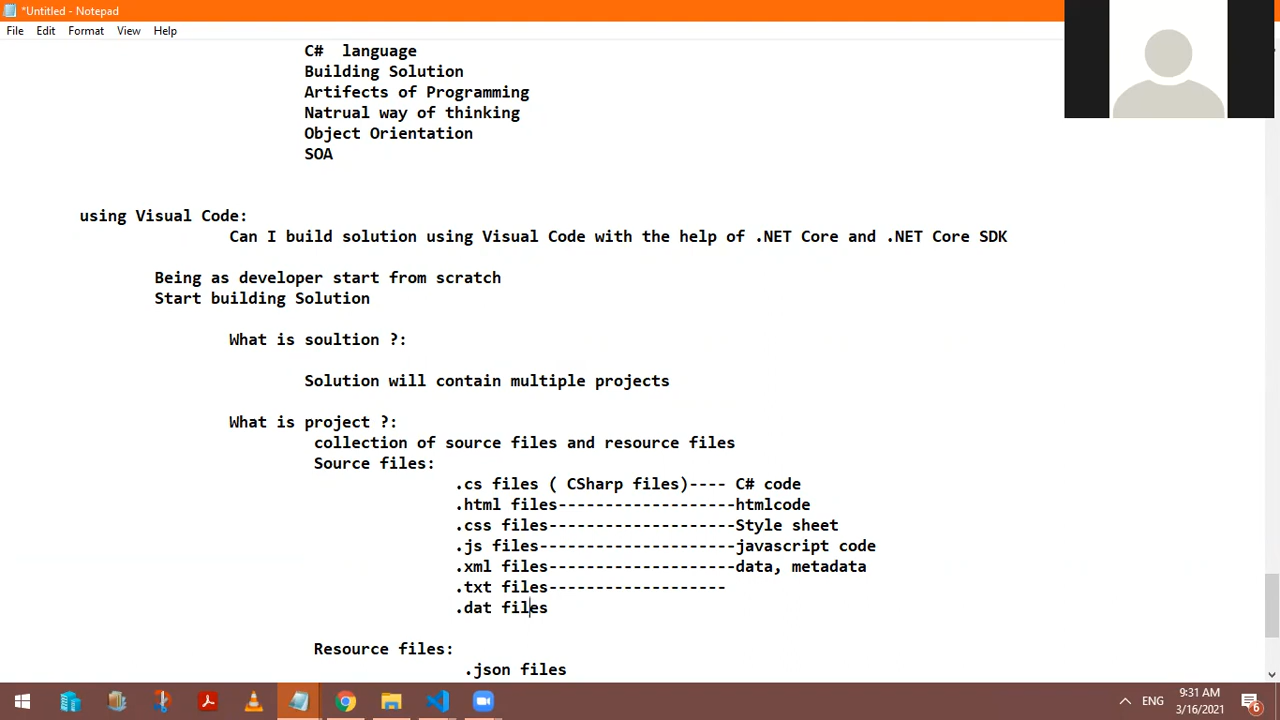 *Untitled - Notepad
File Edit Format View Help
C# language
Building Solution
Artifects of Programming
Natrual way of thinking
Object Orientation
SOA
using Visual Code:
Can I build solution using Visual Code with the help of .NET Core and .NET Core SDK
Being as developer start from scratch
Start building Solution
What is soultion ?:
Solution will contain multiple projects
What is project ?:
collection of source files and resource files
Source files:
.cs files ( CSharp files)---- C# code
.html files-------------------htmlcode
.css files--------------------Style sheet
.js files---------------------javascript code
.xml files--------------------data, metadata
.txt files-------------------
.dat files
Resource files:
.json files
ENG
9:31 AM
3/16/2021
6